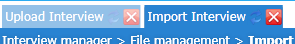 Upload Interview Import Interview
Interview manager > File management > Import